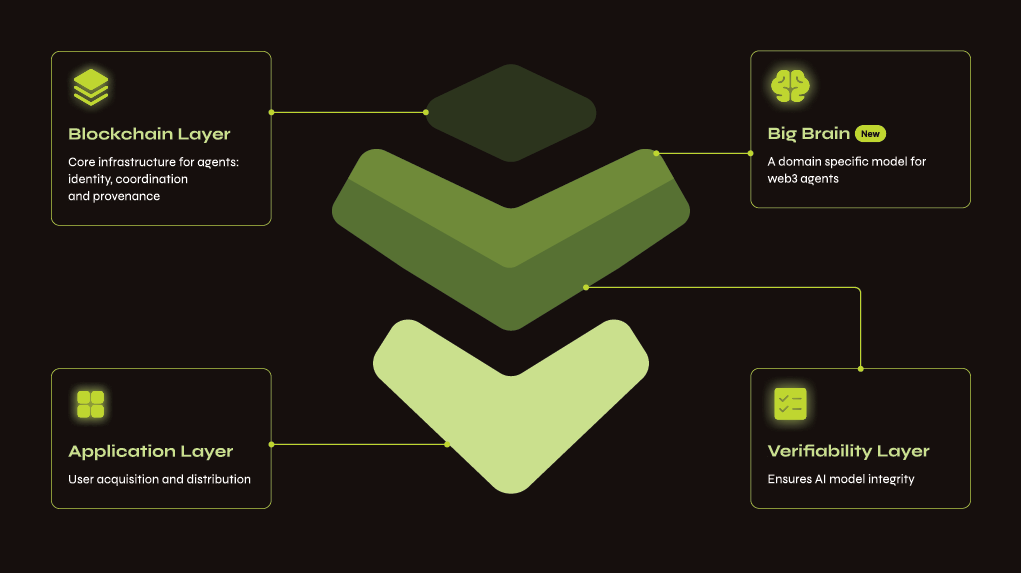 Blockchain Layer
Core infrastructure for agents:
identity, coordination
and provenance
Big Brain New
A domain specific model for
web3 agents
Application Layer
User acquisition and distribution
Verifiability Layer
Ensures AI model integrity